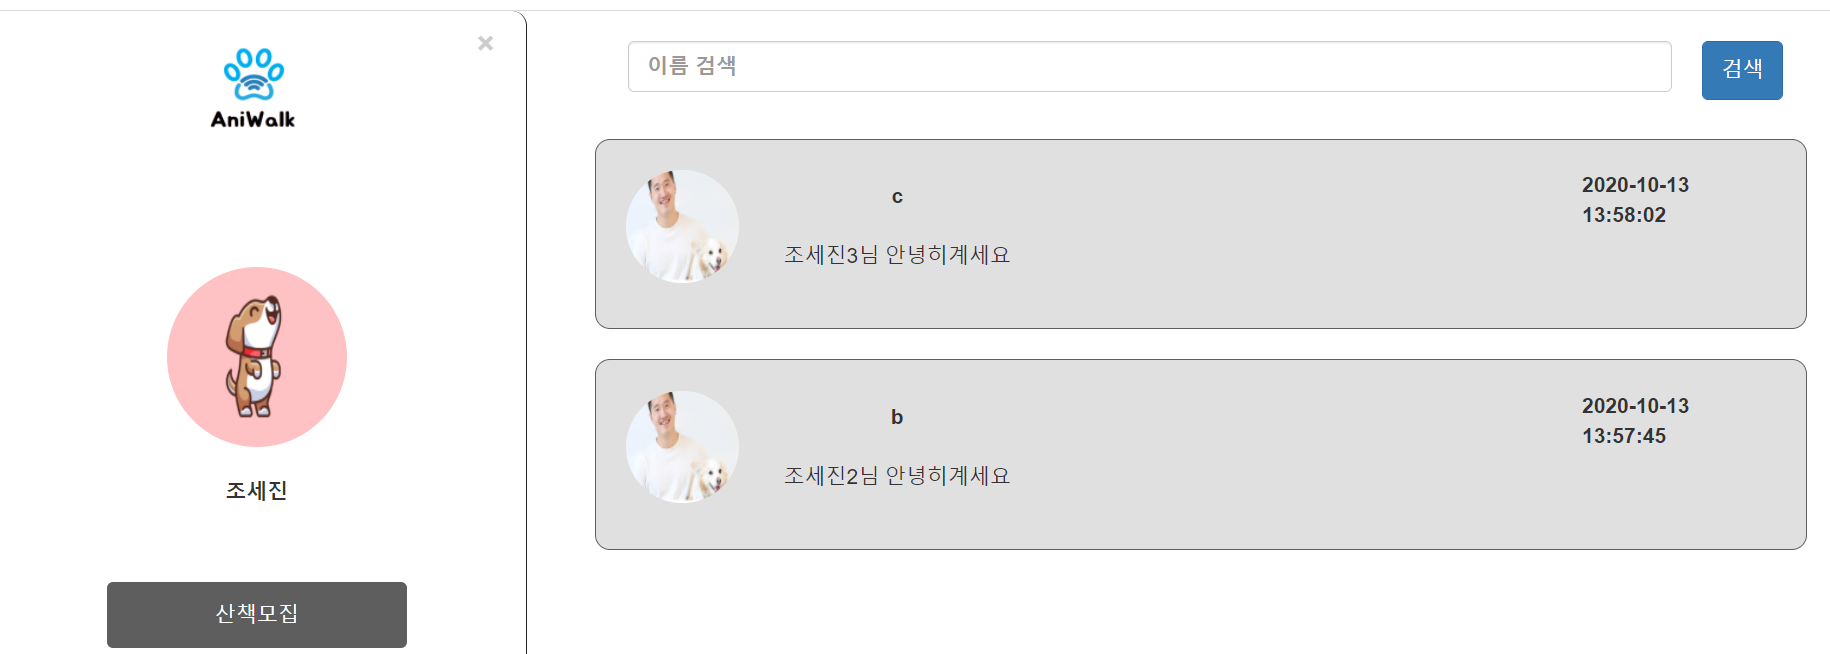 ×
AniWalk
조세진
산책모집
이름 검색
검색
c
2020-10-13
13:58:02
조세진3님 안녕히계세요
b
2020-10-13
13:57:45
조세진2님 안녕히계세요